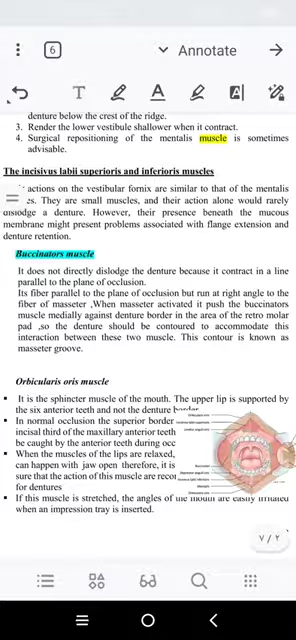 6
Annotate
denture below the crest of the ridge.
3. Render the lower vestibule shallower when it contract.
4. Surgical repositioning of the mentalis muscle is sometimes
advisable.
The incisivus labii superioris and inferioris muscles
actions on the vestibular fornix are similar to that of the mentalis
es. They are small muscles, and their action alone would rarely
dislodge a denture. However, their presence beneath the mucous
membrane might present problems associated with flange extension and
denture retention.
Buccinators muscle
It does not directly dislodge the denture because it contract in a line
parallel to the plane of occlusion.
Its fiber parallel to the plane of occlusion but run at right angle to the
fiber of masseter ,When masseter activated it push the buccinators
muscle medially against denture border in the area of the retro molar
pad ,so the denture should be contoured to accommodate this
interaction between these two muscle. This contour is known as
masseter groove.
Orbicularis oris muscle
▪ It is the sphincter muscle of the mouth. The upper lip is supported by
the six anterior teeth and not the denture border
▪ In normal occlusion the superior border
incisal third of the maxillary anterior teeth
be caught by the anterior teeth during occ
▪ When the muscles of the lips are relaxed,
can happen with jaw open therefore, it is
sure that the action of this muscle are recor
for dentures
▪ If this muscle is stretched, the angles of the mouth are easily irritated
when an impression tray is inserted.
Orbicularis oris
Buccinator
Mentalis
٧ / ٢